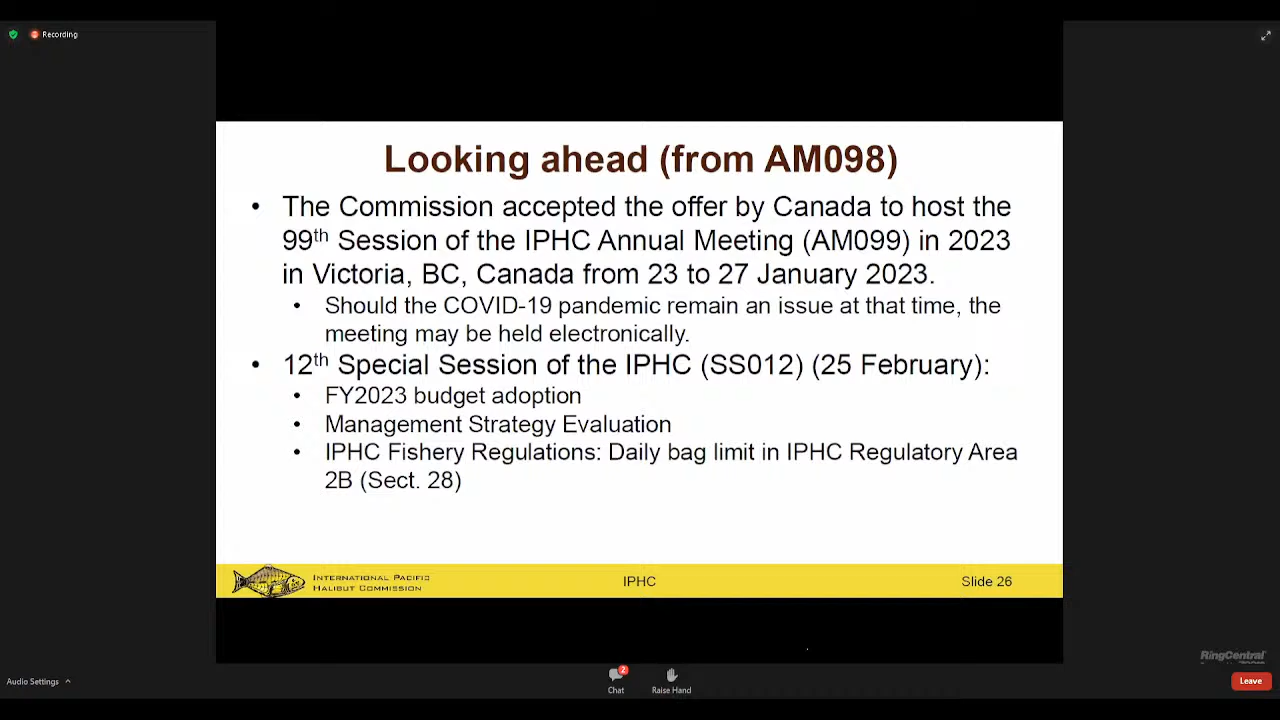 Recording
Looking ahead (from AM098)
• The Commission accepted the offer by Canada to host the
99th Session of the IPHC Annual Meeting (AM099) in 2023
in Victoria, BC, Canada from 23 to 27 January 2023.
• Should the COVID-19 pandemic remain an issue at that time, the
meeting may be held electronically.
• 12th Special Session of the IPHC (SS012) (25 February):
• FY2023 budget adoption
• Management Strategy Evaluation
• IPHC Fishery Regulations: Daily bag limit in IPHC Regulatory Area
2B (Sect. 28)
INTERNATIONAL PACIFIC
HALIBUT COMMISSION
IPHC
Slide 26
RingCentral
Audio Settings
2
Chat
Raise Hand
Leave